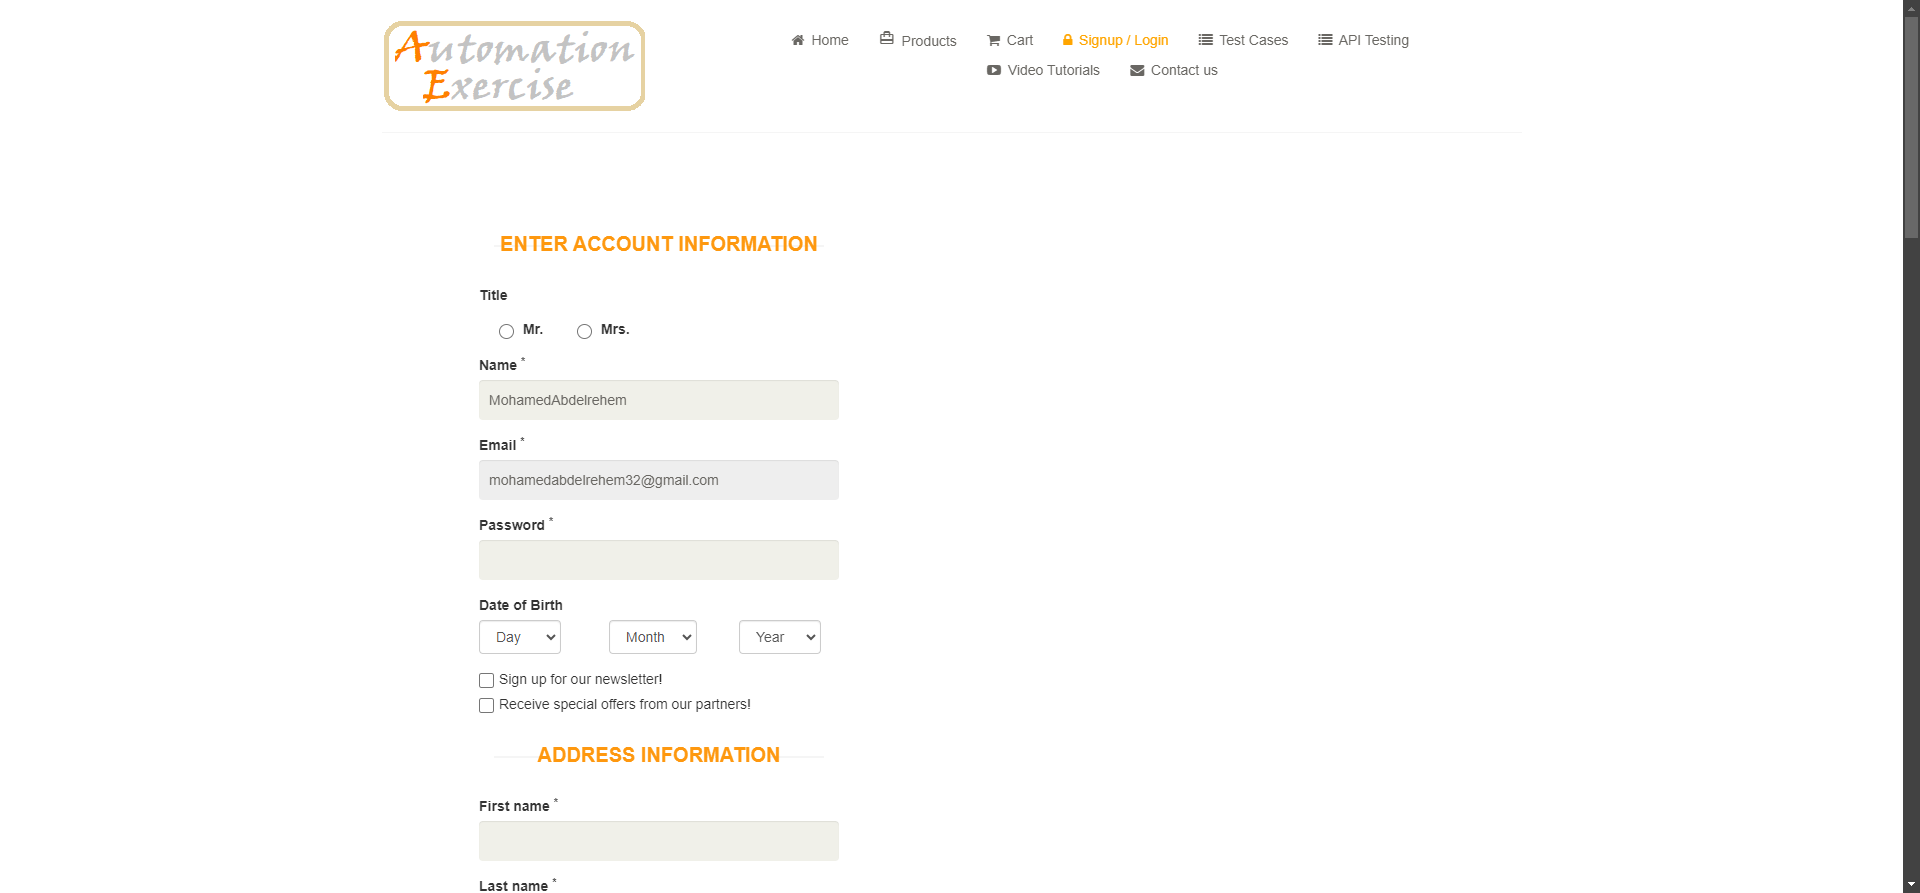 Automation
Exercise
Home Products Cart Signup / Login Test Cases API Testing
Video Tutorials Contact us
ENTER ACCOUNT INFORMATION
Title
Mr. Mrs.
Name *
MohamedAbdelrehem
Email *
mohamedabdelrehem32@gmail.com
Password *
Date of Birth
Day Month Year
Sign up for our newsletter!
Receive special offers from our partners!
ADDRESS INFORMATION
First name *
Last name *